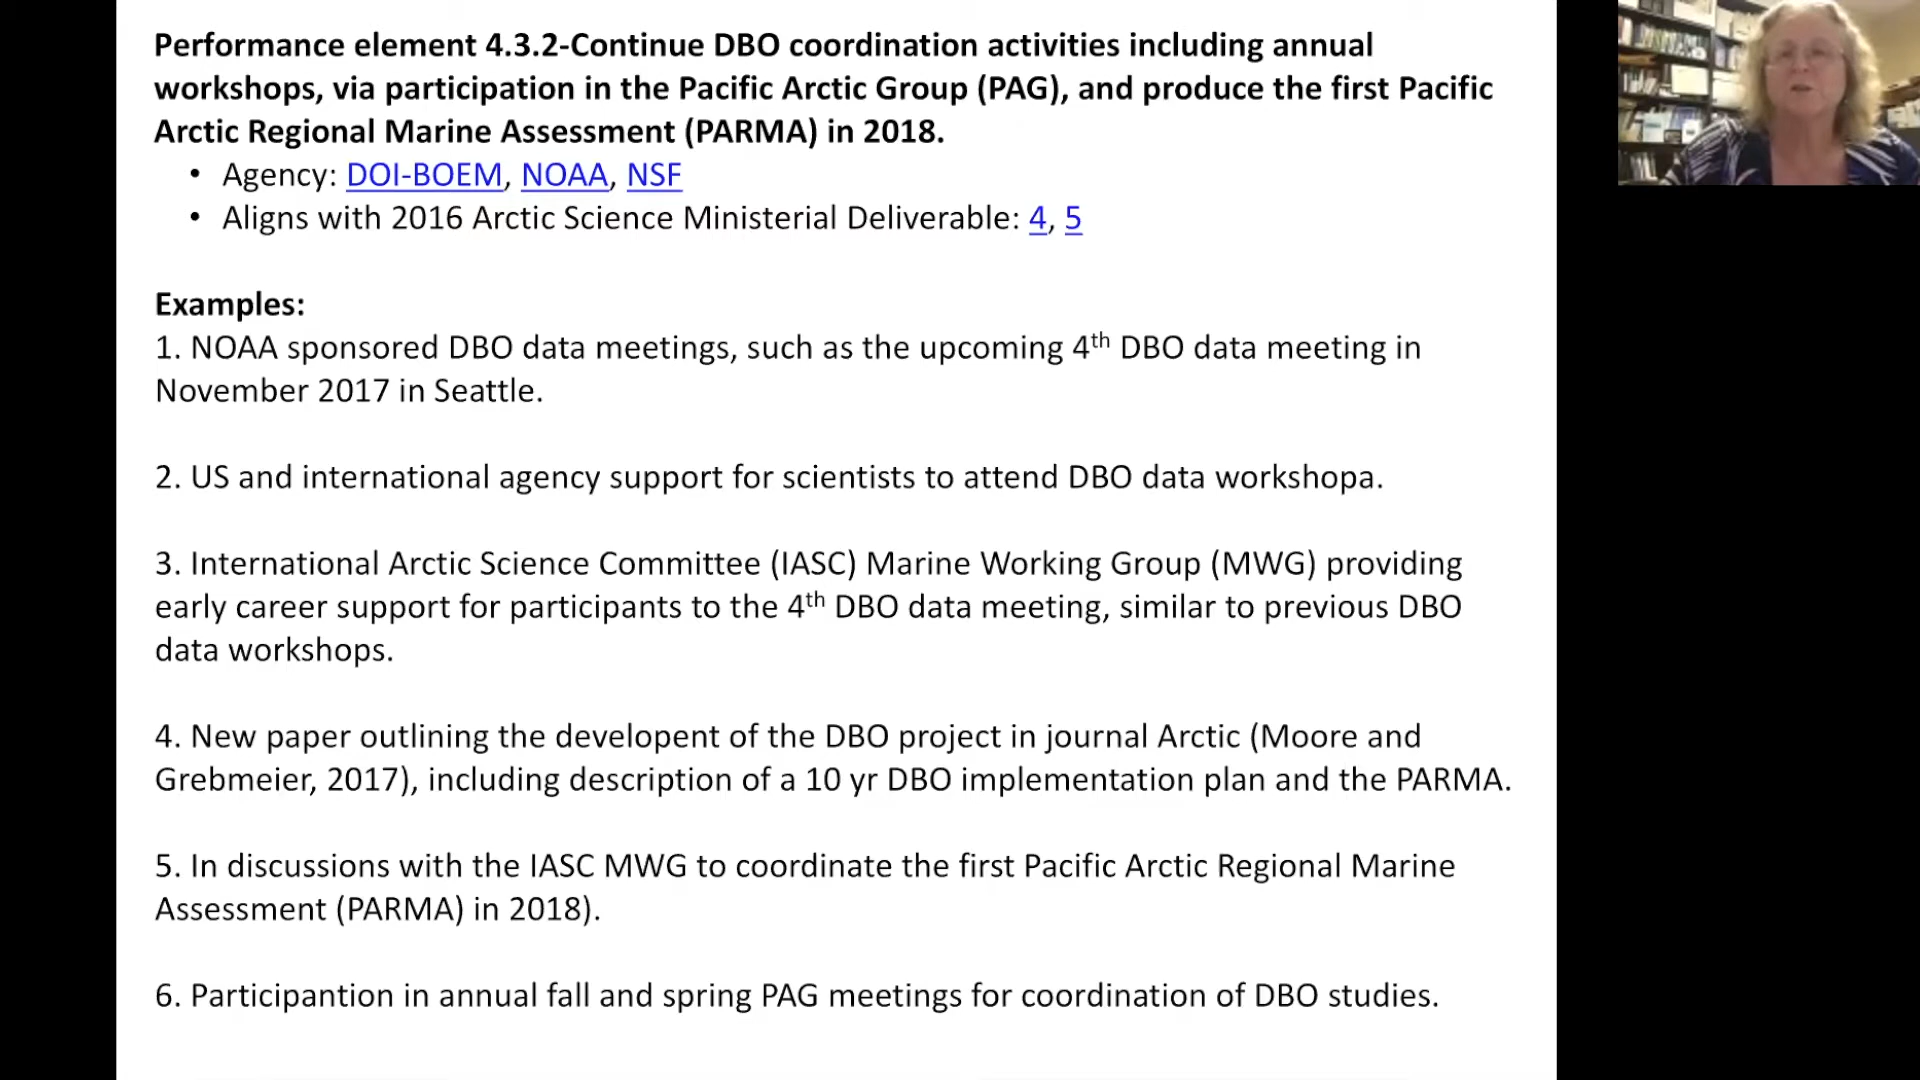 Performance element 4.3.2-Continue DBO coordination activities including annual
workshops, via participation in the Pacific Arctic Group (PAG), and produce the first Pacific
Arctic Regional Marine Assessment (PARMA) in 2018.
• Agency: DOI-BOEM, NOAA, NSF
• Aligns with 2016 Arctic Science Ministerial Deliverable: 4, 5
Examples:
1. NOAA sponsored DBO data meetings, such as the upcoming 4th DBO data meeting in
November 2017 in Seattle.
2. US and international agency support for scientists to attend DBO data workshopa.
3. International Arctic Science Committee (IASC) Marine Working Group (MWG) providing
early career support for participants to the 4th DBO data meeting, similar to previous DBO
data workshops.
4. New paper outlining the developent of the DBO project in journal Arctic (Moore and
Grebmeier, 2017), including description of a 10 yr DBO implementation plan and the PARMA.
5. In discussions with the IASC MWG to coordinate the first Pacific Arctic Regional Marine
Assessment (PARMA) in 2018).
6. Participantion in annual fall and spring PAG meetings for coordination of DBO studies.